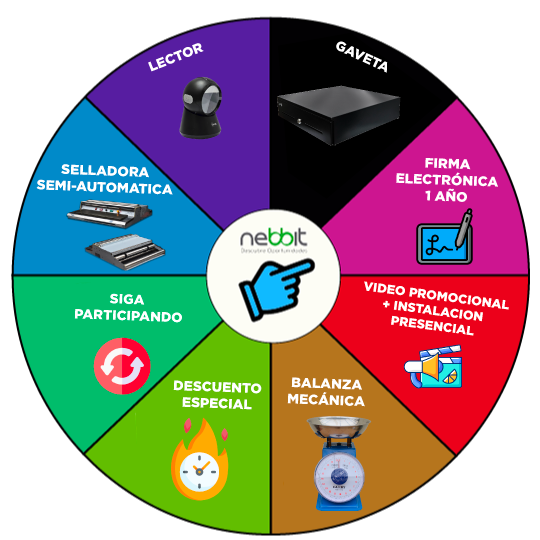 LECTOR
GAVETA
FIRMA
ELECTRÓNICA
1 AÑO
VIDEO PROMOCIONAL
+ INSTALACION
PRESENCIAL
BALANZA
MECÁNICA
DESCUENTO
ESPECIAL
SIGA
PARTICIPANDO
SELLADORA
SEMI-AUTOMATICA
nebbit